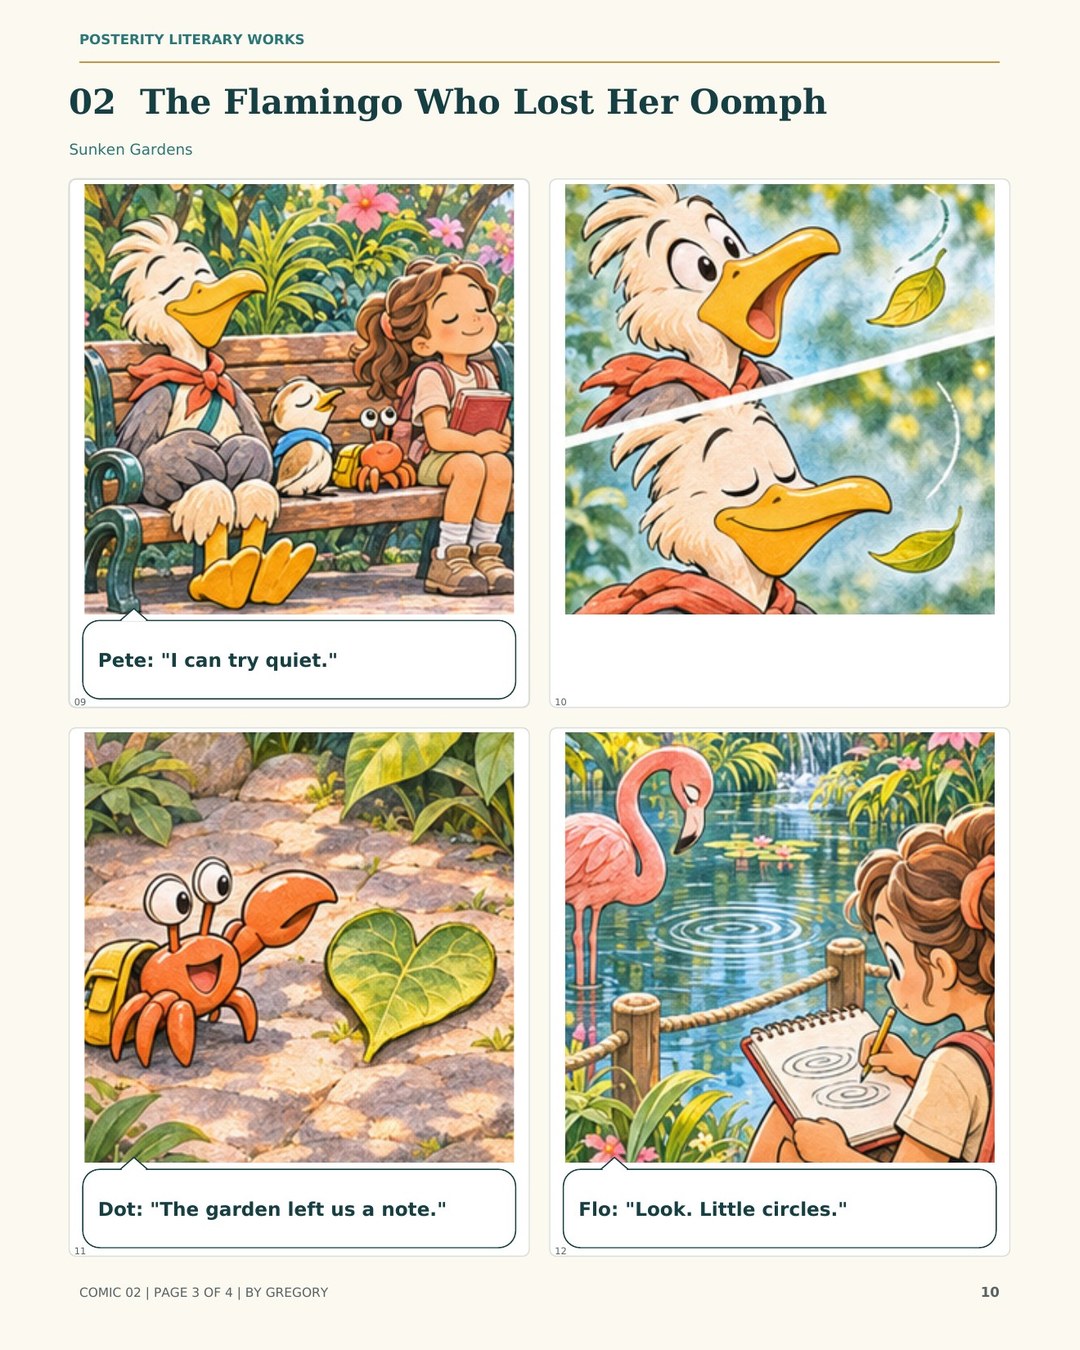 POSTERITY LITERARY WORKS
02 The Flamingo Who Lost Her Oomph
Sunken Gardens
Pete: "I can try quiet."
09
10
Dot: "The garden left us a note."
11
Flo: "Look. Little circles."
12
COMIC 02 | PAGE 3 OF 4 | BY GREGORY
10